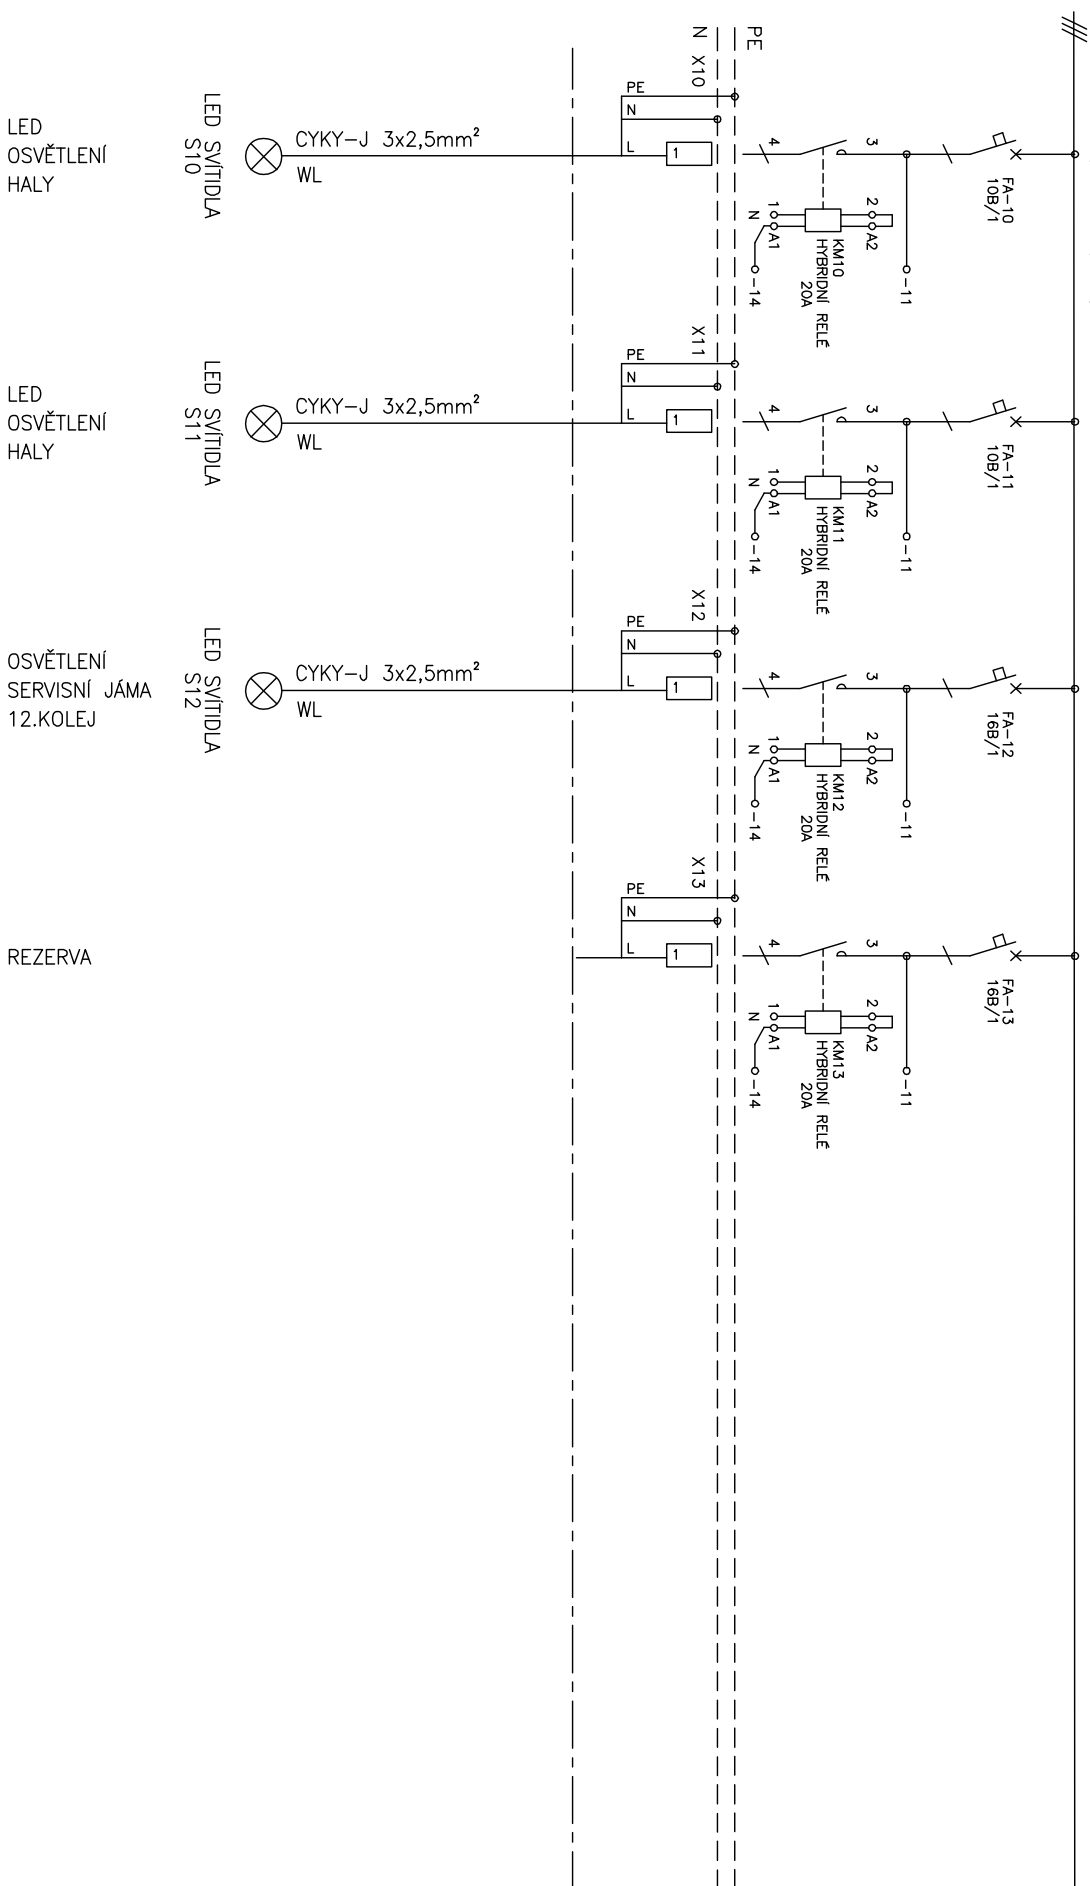 N
PE
X10
PE
N
L
1
4
3
FA-10
10B/1
1
N
A1
2
A2
KM10
HYBRIDNÍ RELÉ
20A
-14
-11
CYKY-J 3x2,5mm²
WL
LED SVÍTIDLA
S10
LED
OSVĚTLENÍ
HALY
X11
PE
N
L
1
4
3
FA-11
10B/1
1
N
A1
2
A2
KM11
HYBRIDNÍ RELÉ
20A
-14
-11
CYKY-J 3x2,5mm²
WL
LED SVÍTIDLA
S11
LED
OSVĚTLENÍ
HALY
X12
PE
N
L
1
4
3
FA-12
16B/1
1
N
A1
2
A2
KM12
HYBRIDNÍ RELÉ
20A
-14
-11
CYKY-J 3x2,5mm²
WL
LED SVÍTIDLA
S12
OSVĚTLENÍ
SERVISNÍ JÁMA
12.KOLEJ
X13
PE
N
L
1
4
3
FA-13
16B/1
1
N
A1
2
A2
KM13
HYBRIDNÍ RELÉ
20A
-14
-11
REZERVA